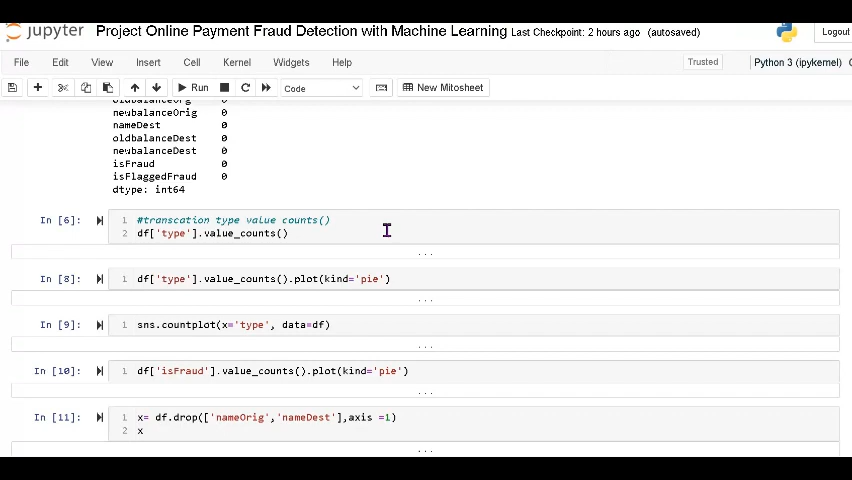 jupyter Project Online Payment Fraud Detection with Machine Learning Last Checkpoint: 2 hours ago (autosaved) Logout
File Edit View Insert Cell Kernel Widgets Help Trusted Python 3 (ipykernel)
Run Code New Mitosheet
oldbalanceOrg 0
newbalanceOrig 0
nameDest 0
oldbalanceDest 0
newbalanceDest 0
isFraud 0
isFlaggedFraud 0
dtype: int64
In [6]: 1 #transcation type value counts()
2 df['type'].value_counts()
...
In [8]: 1 df['type'].value_counts().plot(kind='pie')
...
In [9]: 1 sns.countplot(x='type', data=df)
...
In [10]: 1 df['isFraud'].value_counts().plot(kind='pie')
...
In [11]: 1 x= df.drop(['nameOrig','nameDest'],axis =1)
2 x
...